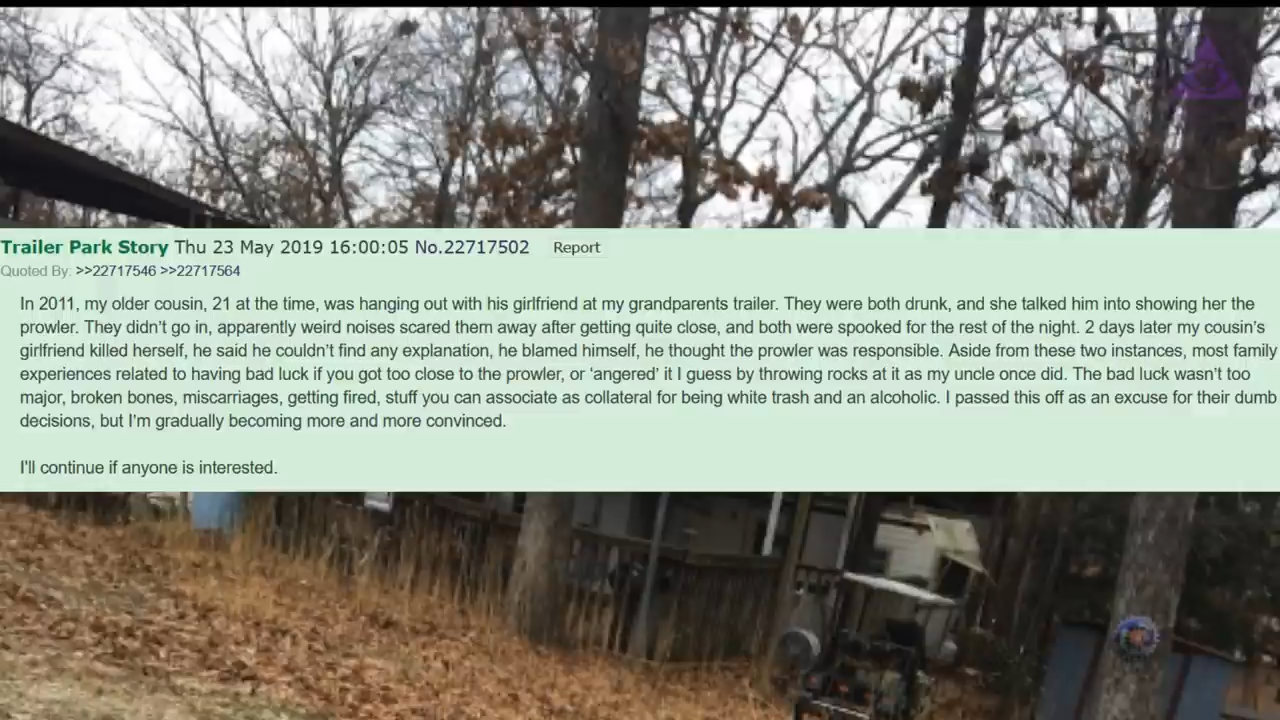 Trailer Park Story Thu 23 May 2019 16:00:05 No.22717502 Report
Quoted By: >>22717546 >>22717564
In 2011, my older cousin, 21 at the time, was hanging out with his girlfriend at my grandparents trailer. They were both drunk, and she talked him into showing her the
prowler. They didn't go in, apparently weird noises scared them away after getting quite close, and both were spooked for the rest of the night. 2 days later my cousin's
girlfriend killed herself, he said he couldn't find any explanation, he blamed himself, he thought the prowler was responsible. Aside from these two instances, most family
experiences related to having bad luck if you got too close to the prowler, or 'angered' it I guess by throwing rocks at it as my uncle once did. The bad luck wasn't too
major, broken bones, miscarriages, getting fired, stuff you can associate as collateral for being white trash and an alcoholic. I passed this off as an excuse for their dumb
decisions, but I'm gradually becoming more and more convinced.
I'll continue if anyone is interested.